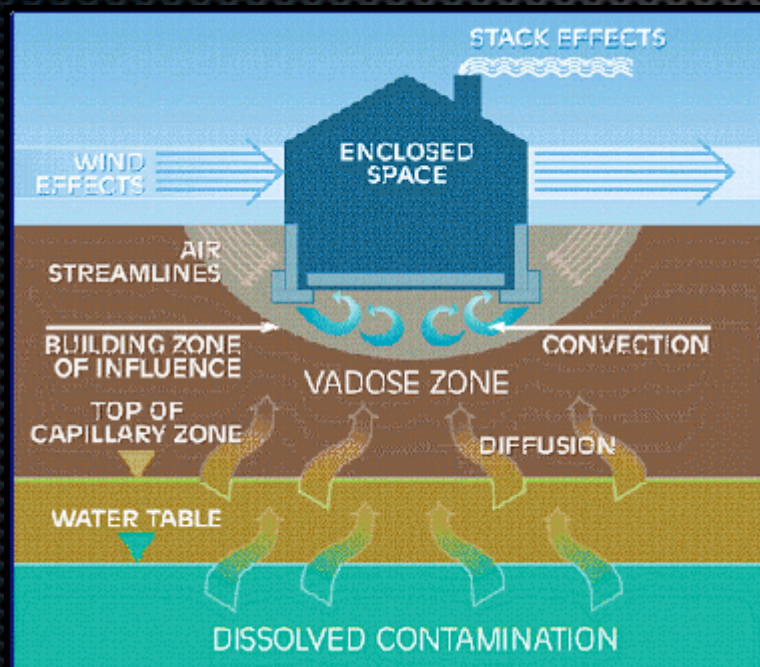 STACK EFFECTS
ENCLOSED
SPACE
WIND
EFFECTS
AIR
STREAMLINES
BUILDING ZONE
OF INFLUENCE
CONVECTION
VADOSE ZONE
TOP OF
CAPILLARY ZONE
DIFFUSION
WATER TABLE
DISSOLVED CONTAMINATION